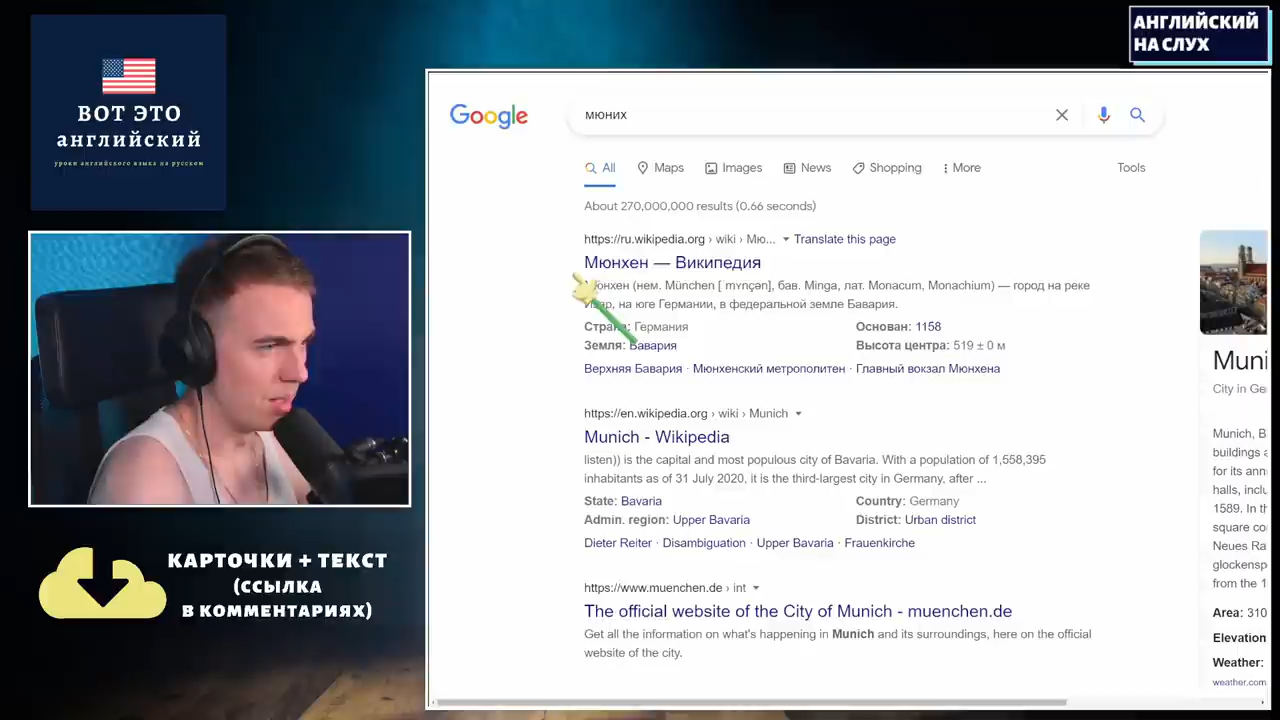 АНГЛИЙСКИЙ
НА СЛУХ
ВОТ ЭТО
английский
уроки английского языка на русском
Google
мюних
All
Maps
Images
News
Shopping
More
Tools
About 270,000,000 results (0.66 seconds)
https://ru.wikipedia.org › wiki › Мю... Translate this page
Мюнхен — Википедия
(нем. München [ˈmʏnçən], бав. Minga, лат. Monacum, Monachium) — город на реке
на юге Германии, в федеральной земле Бавария.
Страна: Германия
Основан: 1158
Земля: Бавария
Высота центра: 519 ± 0 м
Верхняя Бавария · Мюнхенский метрополитен · Главный вокзал Мюнхена
https://en.wikipedia.org › wiki › Munich
Munich - Wikipedia
listen)) is the capital and most populous city of Bavaria. With a population of 1,558,395
inhabitants as of 31 July 2020, it is the third-largest city in Germany, after ...
State: Bavaria
Country: Germany
Admin. region: Upper Bavaria
District: Urban district
Dieter Reiter · Disambiguation · Upper Bavaria · Frauenkirche
https://www.muenchen.de › int
The official website of the City of Munich - muenchen.de
Get all the information on what's happening in Munich and its surroundings, here on the official
website of the city.
Muni
City in Ge
Munich, B
buildings a
for its ann
halls, inclu
1589. In th
square co
Neues Ra
glockensp
from the 1
Area: 310
Elevation
Weather:
weather.com
КАРТОЧКИ + ТЕКСТ
(ССЫЛКА
В КОММЕНТАРИЯХ)